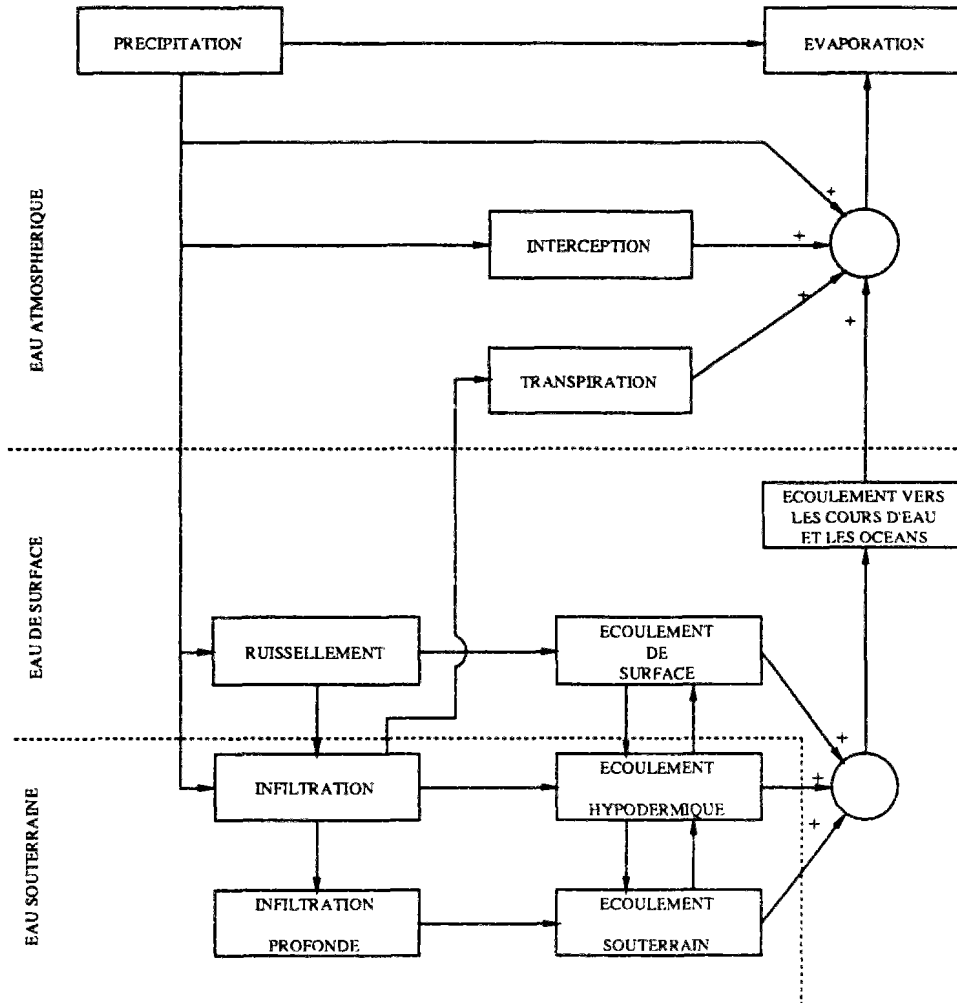 PRECIPITATION
EVAPORATION
EAU ATMOSPHERIQUE
+
INTERCEPTION
+
+
+
TRANSPIRATION
ECOULEMENT VERS
LES COURS D'EAU
ET LES OCEANS
EAU DE SURFACE
RUISSELLEMENT
ECOULEMENT
DE
SURFACE
+
EAU SOUTERRAINE
INFILTRATION
ECOULEMENT
HYPODERMIQUE
+
+
INFILTRATION
PROFONDE
ECOULEMENT
SOUTERRAIN